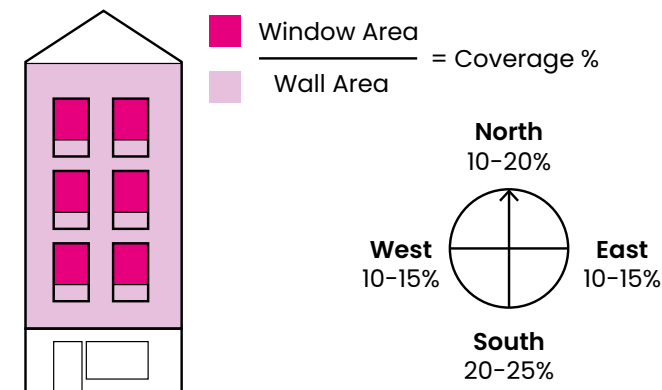 Window Area
Wall Area
= Coverage %
North
10-20%
West
10-15%
East
10-15%
South
20-25%